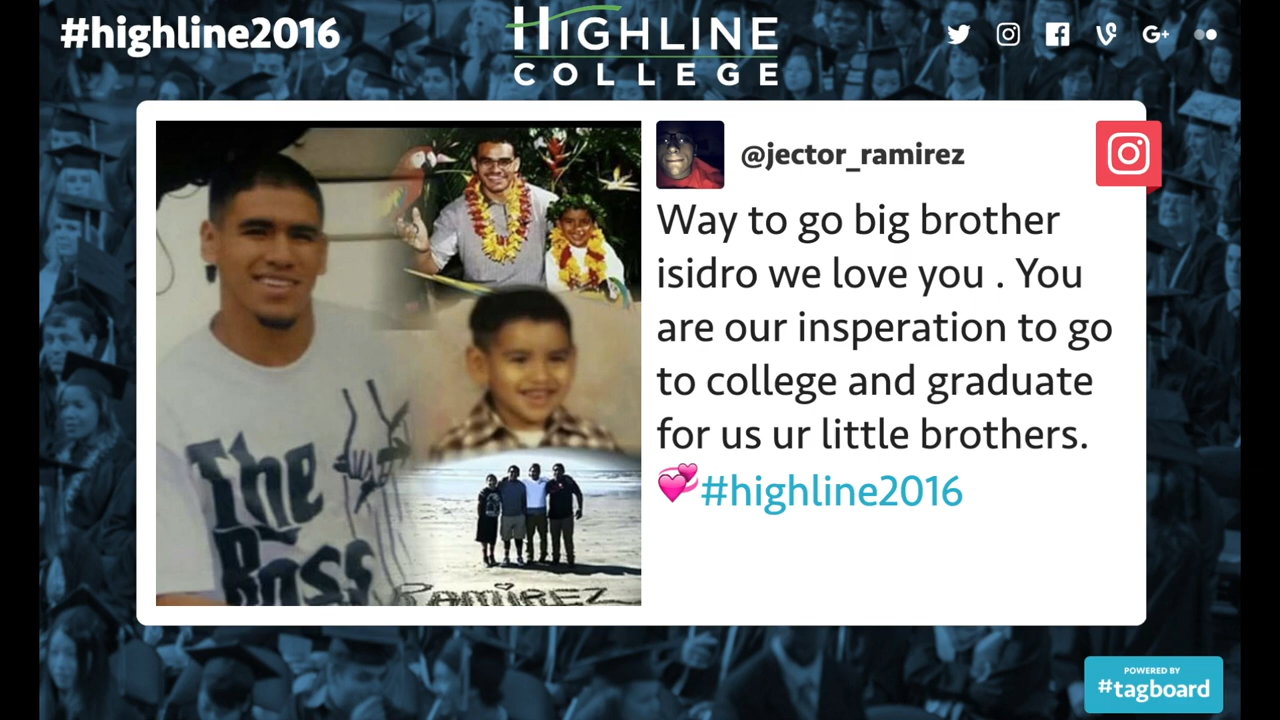 #highline2016
HIGHLINE
COLLEGE
G+
@jector_ramirez
Way to go big brother
isidro we love you . You
are our insperation to go
to college and graduate
for us ur little brothers.
💞#highline2016
The
Boss
RAMIREZ
POWERED BY
#tagboard